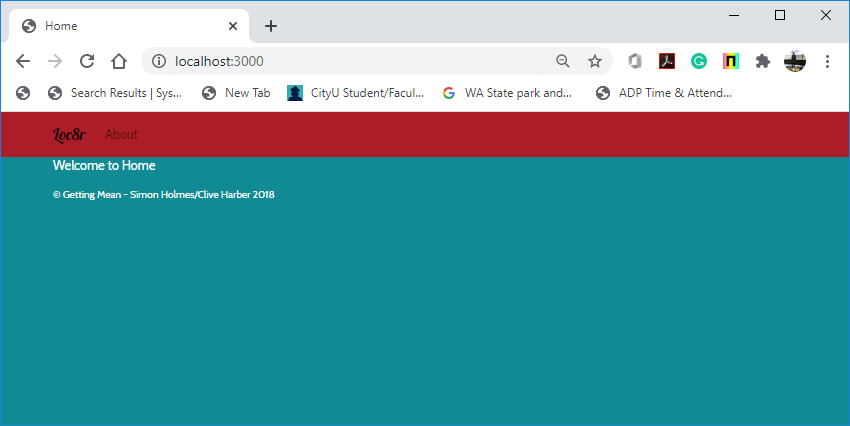 Home
localhost:3000
Search Results | Sys... New Tab CityU Student/Facul... WA State park and... ADP Time & Attend...
Loc8r About
Welcome to Home
© Getting Mean - Simon Holmes/Clive Harber 2018